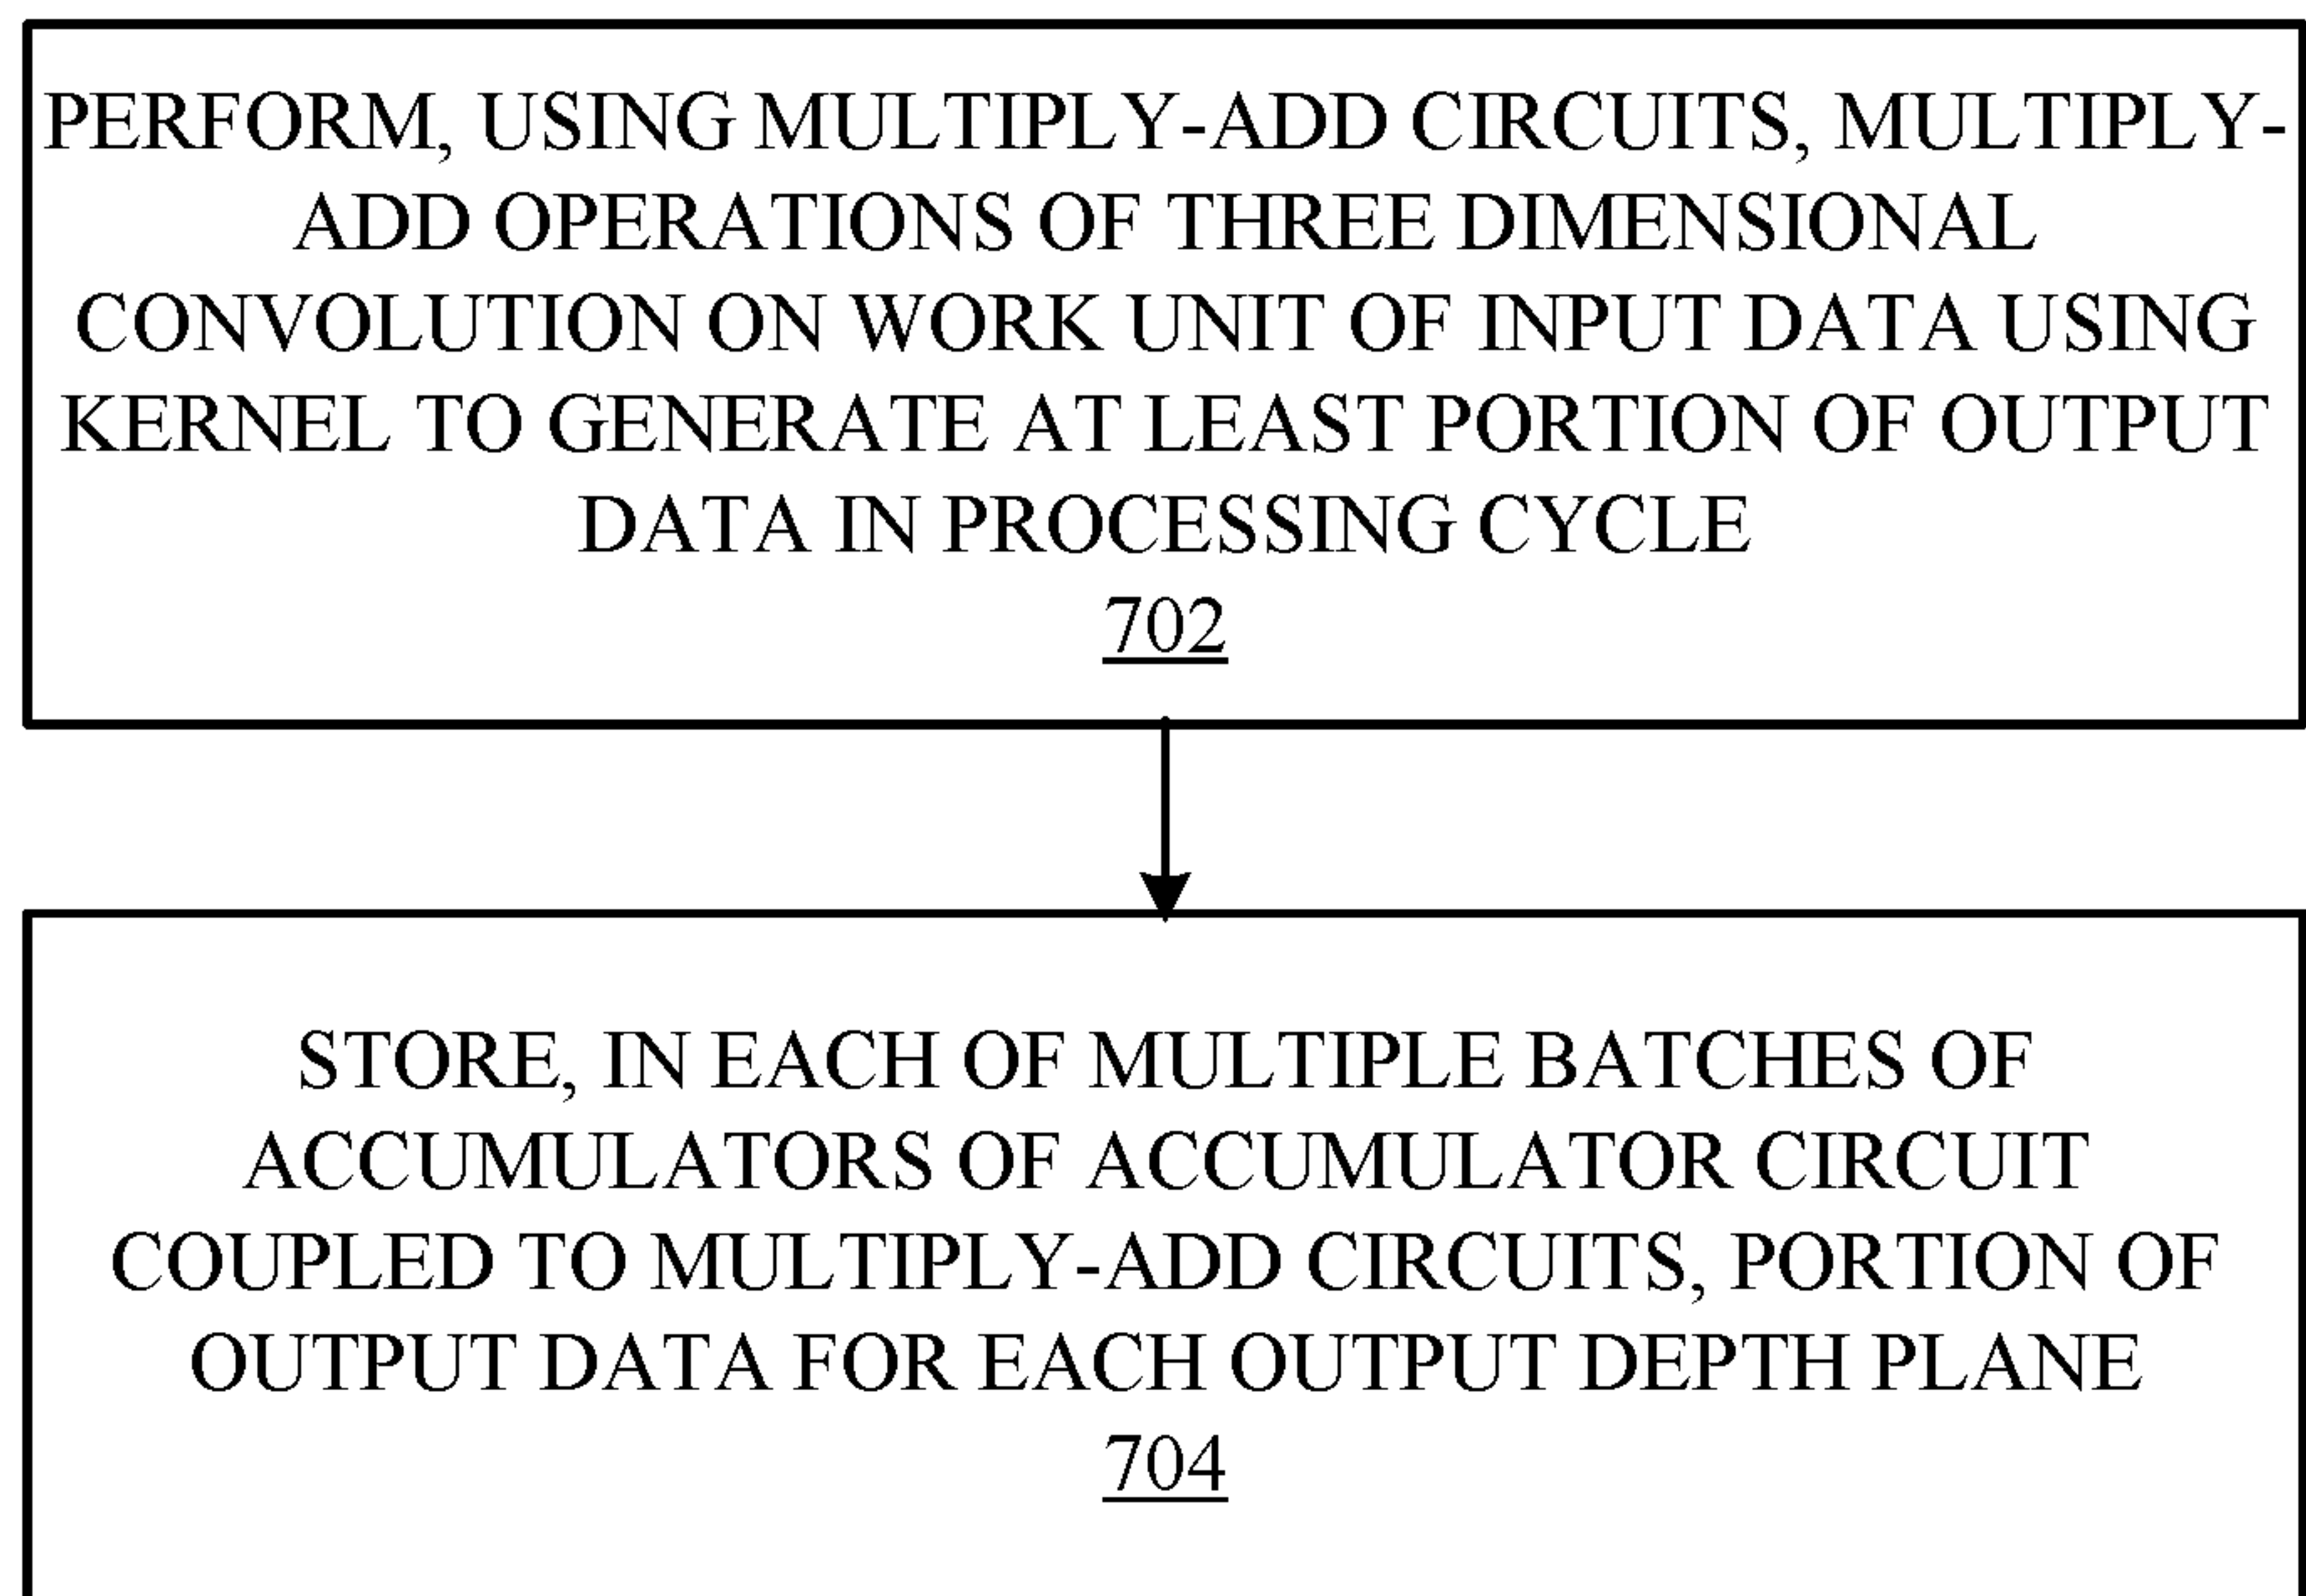 PERFORM, USING MULTIPLY-ADD CIRCUITS, MULTIPLY-
ADD OPERATIONS OF THREE DIMENSIONAL
CONVOLUTION ON WORK UNIT OF INPUT DATA USING
KERNEL TO GENERATE AT LEAST PORTION OF OUTPUT
DATA IN PROCESSING CYCLE
702
STORE, IN EACH OF MULTIPLE BATCHES OF
ACCUMULATORS OF ACCUMULATOR CIRCUIT
COUPLED TO MULTIPLY-ADD CIRCUITS, PORTION OF
OUTPUT DATA FOR EACH OUTPUT DEPTH PLANE
704